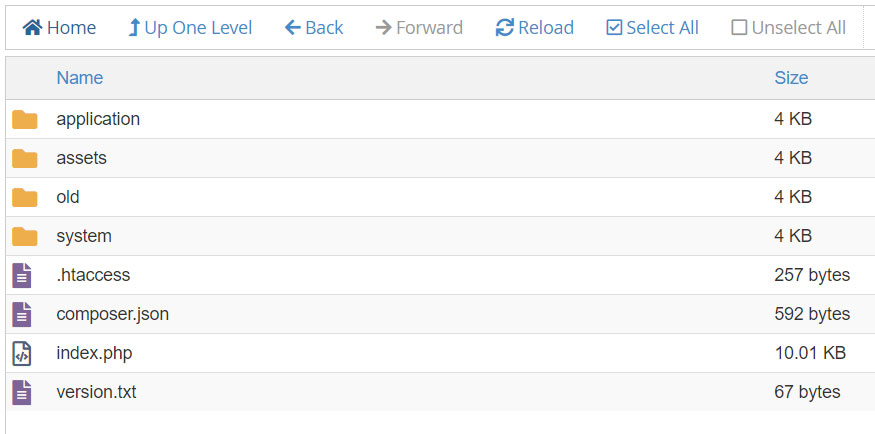 Home Up One Level Back Forward Reload Select All Unselect All
Name Size
application 4 KB
assets 4 KB
old 4 KB
system 4 KB
.htaccess 257 bytes
composer.json 592 bytes
index.php 10.01 KB
version.txt 67 bytes